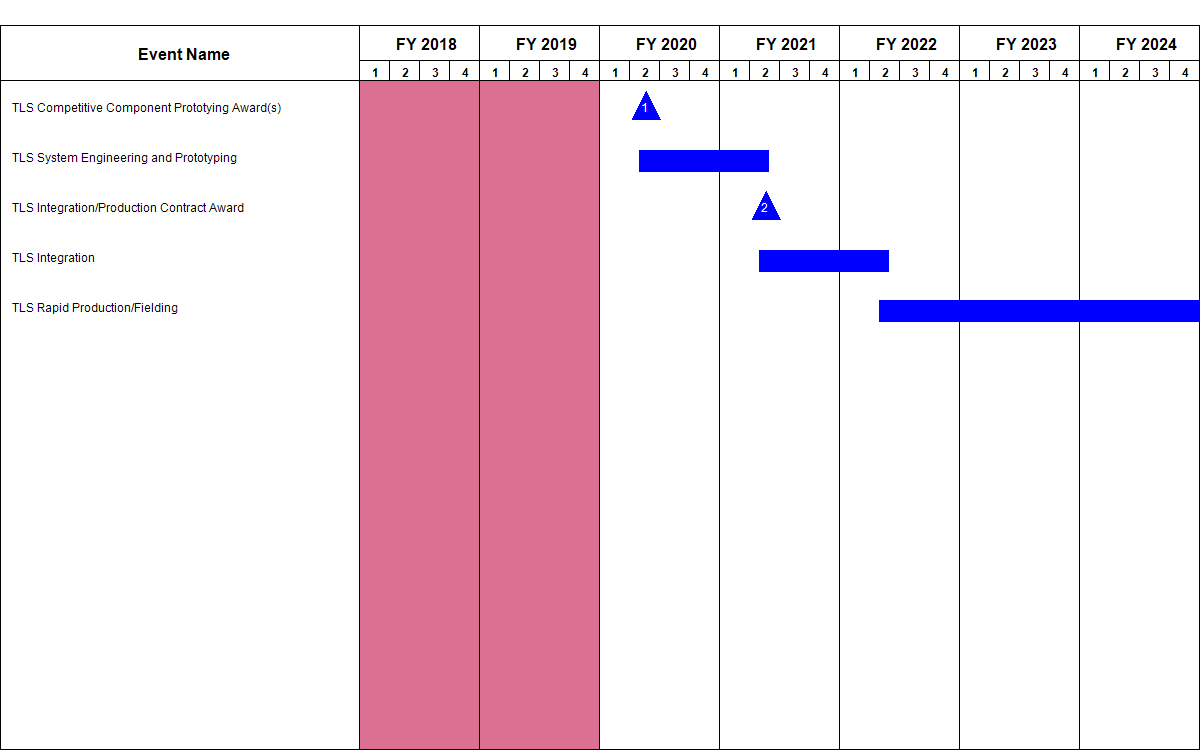 Event Name
FY 2018 FY 2019 FY 2020 FY 2021 FY 2022 FY 2023 FY 2024
1 2 3 4 1 2 3 4 1 2 3 4 1 2 3 4 1 2 3 4 1 2 3 4 1 2 3 4
TLS Competitive Component Prototying Award(s)
1
TLS System Engineering and Prototyping
TLS Integration/Production Contract Award
2
TLS Integration
TLS Rapid Production/Fielding